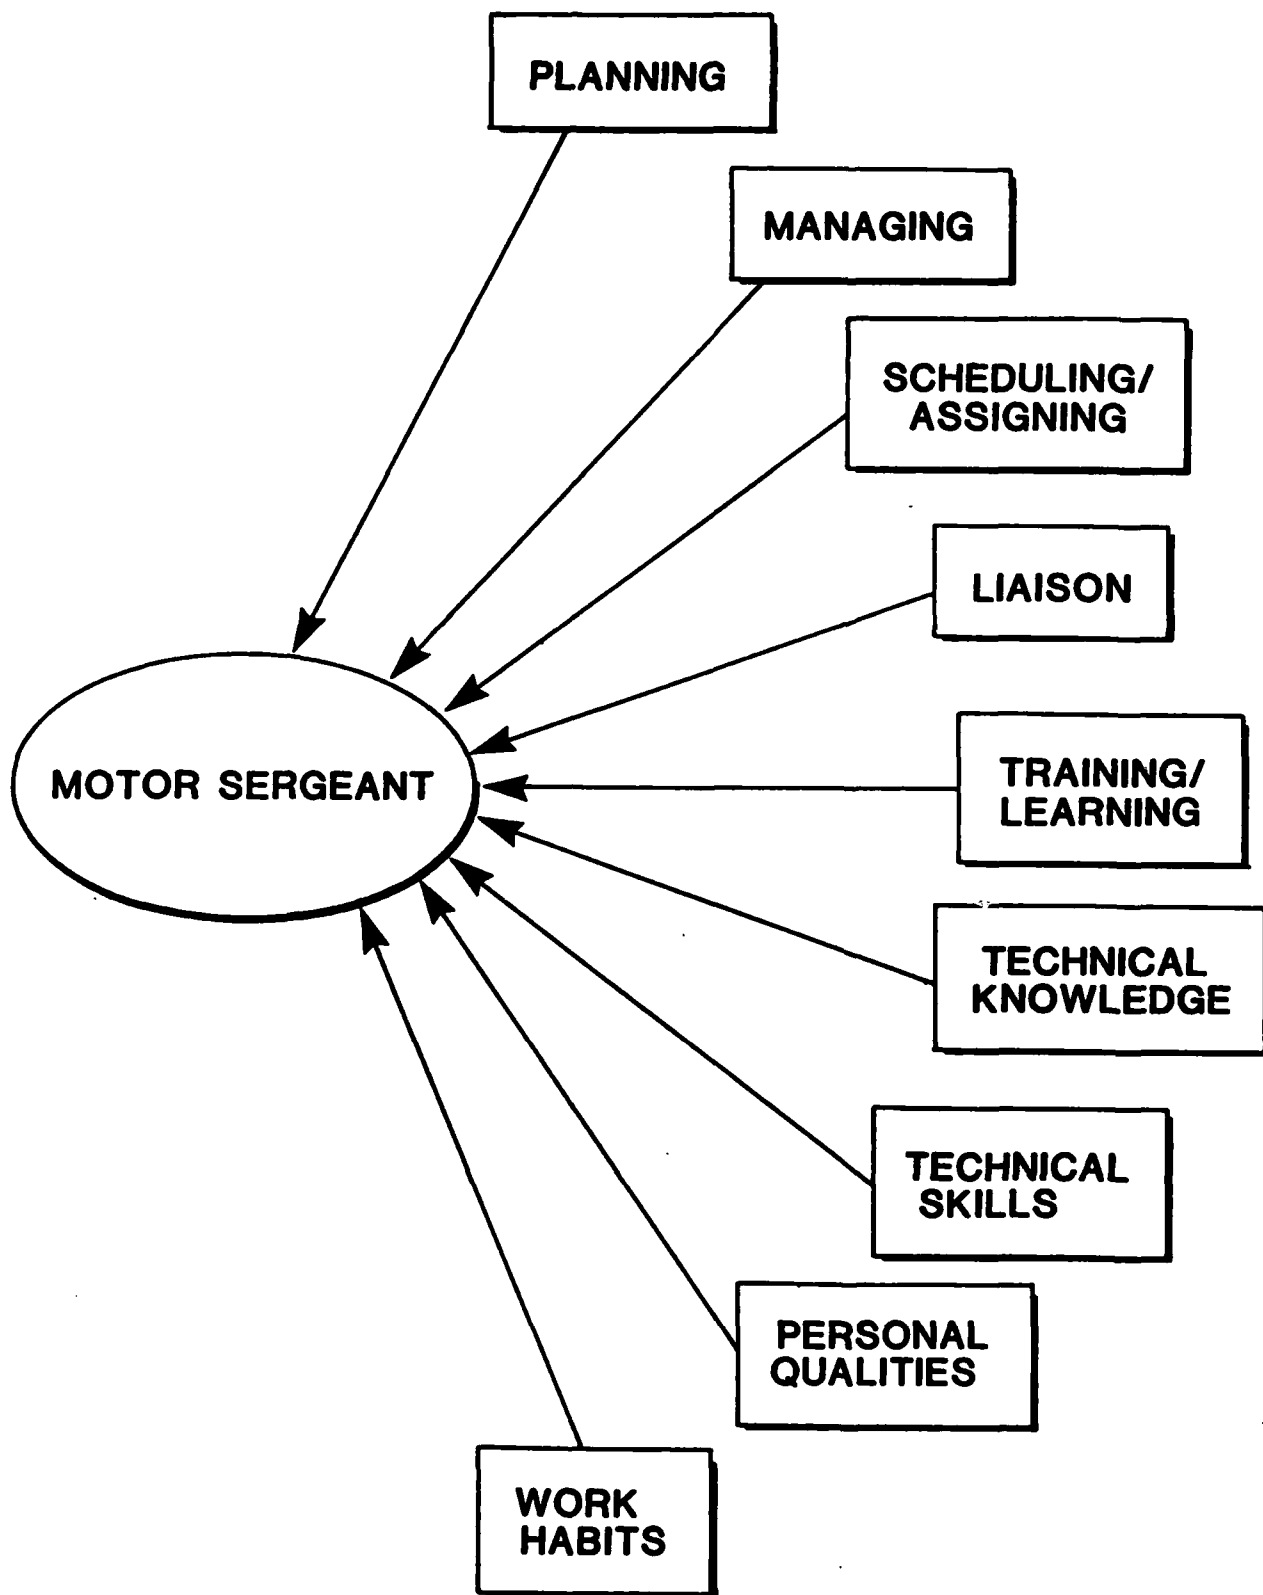 PLANNING
MANAGING
SCHEDULING/
ASSIGNING
LIAISON
MOTOR SERGEANT
TRAINING/
LEARNING
TECHNICAL
KNOWLEDGE
TECHNICAL
SKILLS
PERSONAL
QUALITIES
WORK
HABITS